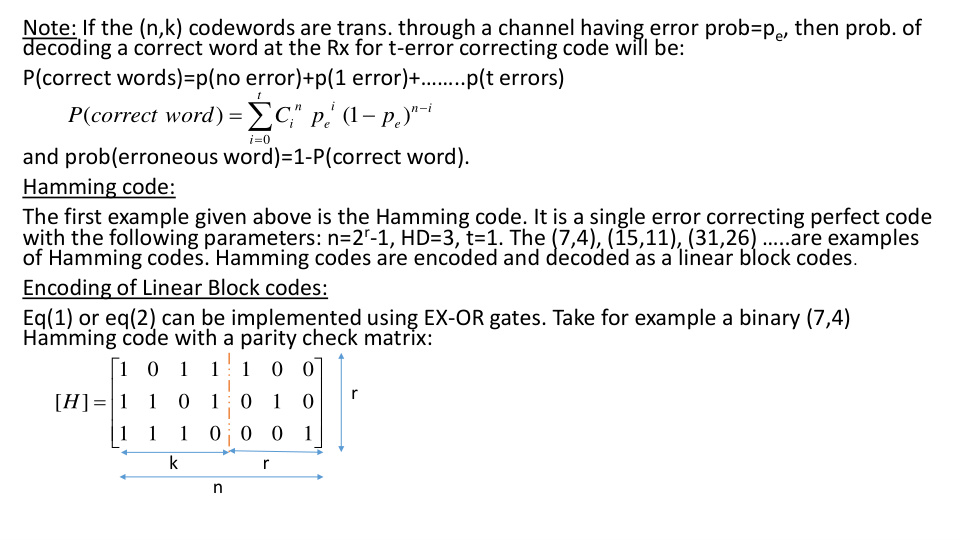 Note: If the (n,k) codewords are trans. through a channel having error prob=pe, then prob. of
decoding a correct word at the Rx for t-error correcting code will be:
P(correct words)=p(no error)+p(1 error)+……..p(t errors)
P(correct word) = ∑_{i=0}^{t} C_i^n p_e^i (1 − p_e)^{n−i}
and prob(erroneous word)=1-P(correct word).
Hamming code:
The first example given above is the Hamming code. It is a single error correcting perfect code
with the following parameters: n=2^r-1, HD=3, t=1. The (7,4), (15,11), (31,26) …..are examples
of Hamming codes. Hamming codes are encoded and decoded as a linear block codes.
Encoding of Linear Block codes:
Eq(1) or eq(2) can be implemented using EX-OR gates. Take for example a binary (7,4)
Hamming code with a parity check matrix:
1 0 1 1 1 0 0
[H] = 1 1 0 1 0 1 0 r
1 1 1 0 0 0 1
k r
n